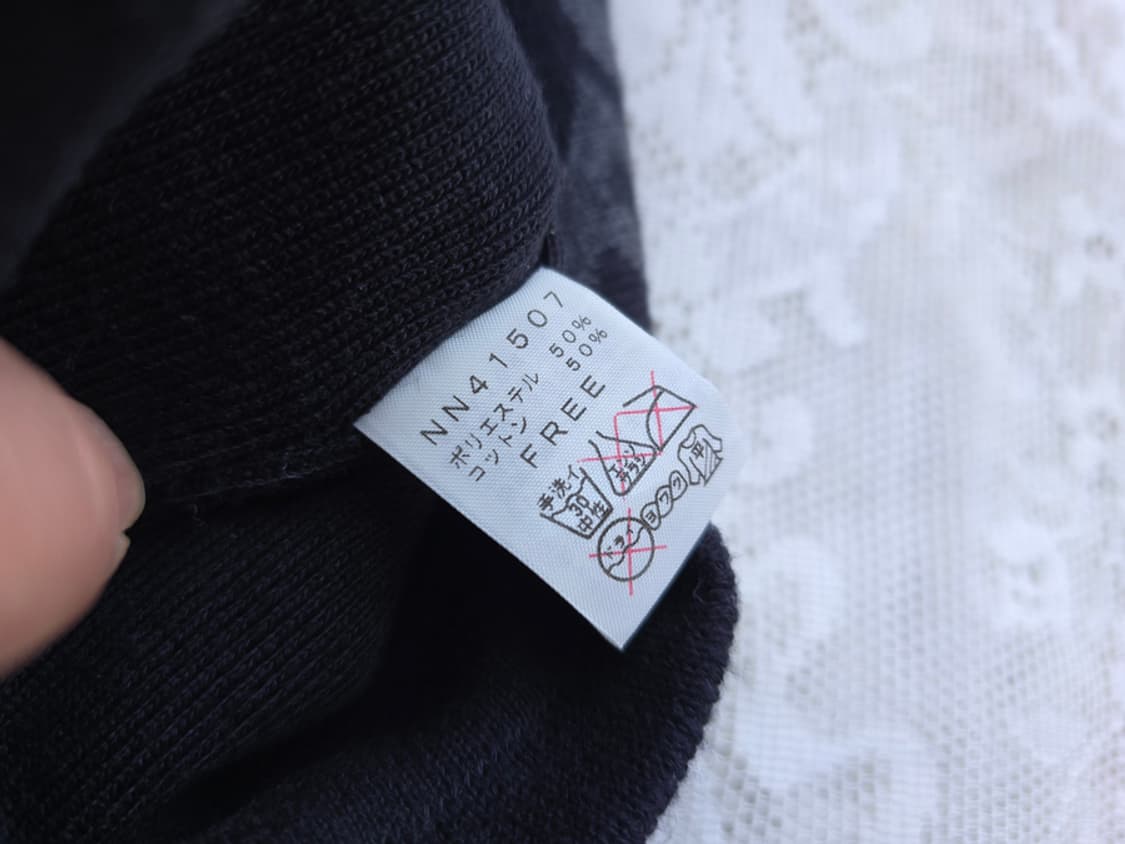 NN41507
ポリエステル 50%
コットン 50%
FREE
手洗イ
30
中性
エンソ
サラシ
ドライ
ヨワク
平